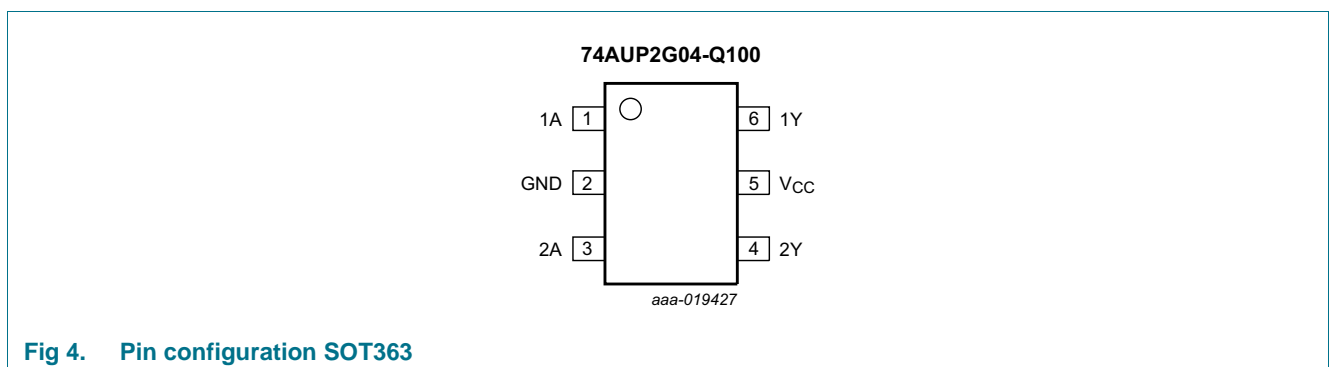 74AUP2G04-Q100
1A 1 6 1Y
GND 2 5 VCC
2A 3 4 2Y
aaa-019427
Fig 4. Pin configuration SOT363